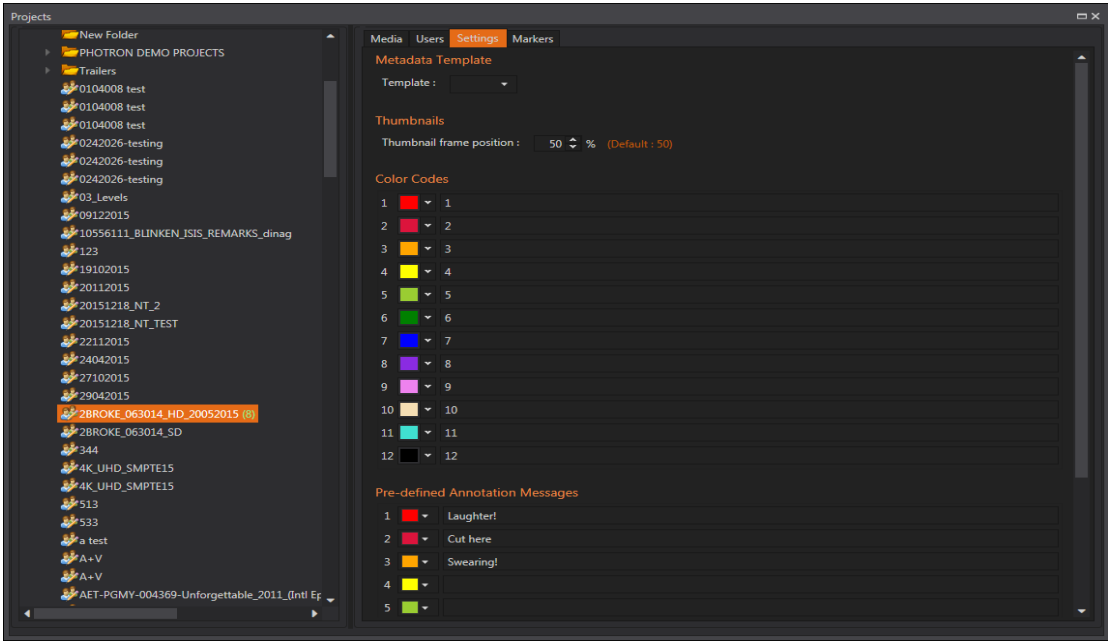 Projects
New Folder
PHOTRON DEMO PROJECTS
Trailers
0104008 test
0104008 test
0104008 test
0242026-testing
0242026-testing
0242026-testing
03_Levels
09122015
10556111_BLINKEN_ISIS_REMARKS_dinag
123
19102015
20112015
20151218_NT_2
20151218_NT_TEST
22112015
24042015
27102015
29042015
2BROKE_063014_HD_20052015 (8)
2BROKE_063014_SD
344
4K_UHD_SMPTE15
4K_UHD_SMPTE15
513
533
a test
A+V
A+V
AET-PGMY-004369-Unforgettable_2011_(Intl Ep
Media Users Settings Markers
Metadata Template
Template :
Thumbnails
Thumbnail frame position : 50 % (Default : 50)
Color Codes
1 1
2 2
3 3
4 4
5 5
6 6
7 7
8 8
9 9
10 10
11 11
12 12
Pre-defined Annotation Messages
1 Laughter!
2 Cut here
3 Swearing!
4
5